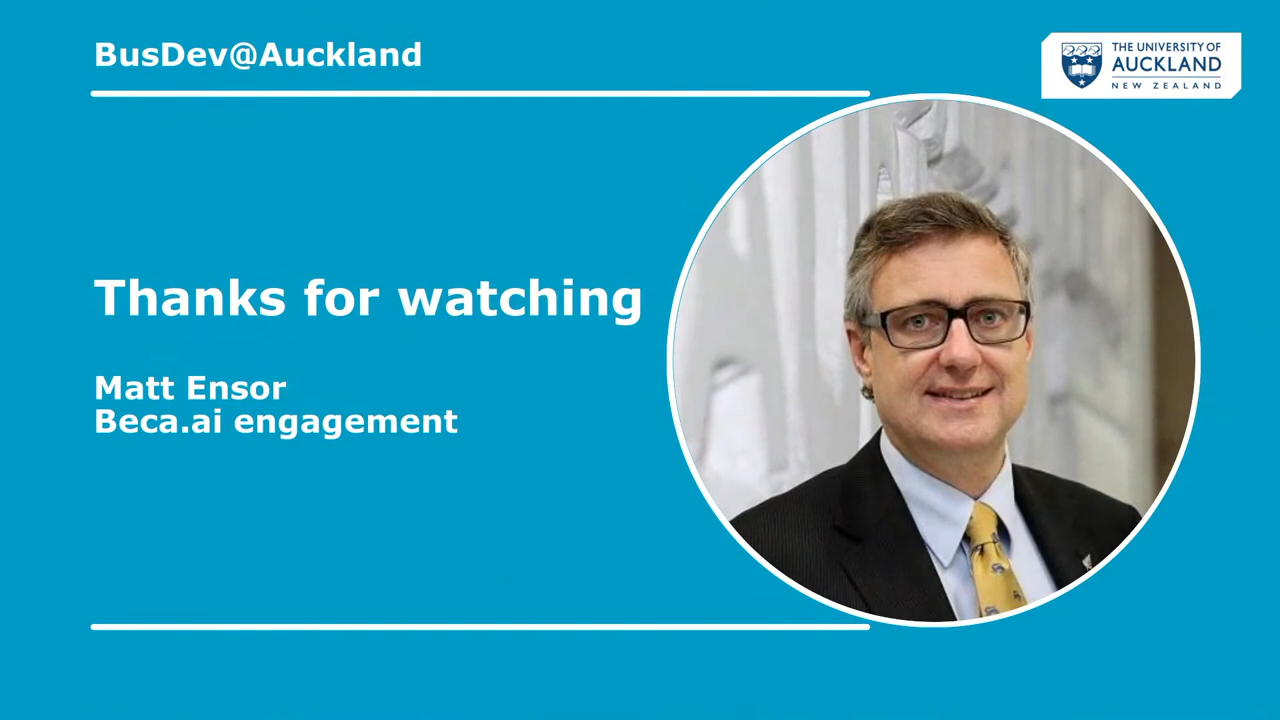 BusDev@Auckland
THE UNIVERSITY OF
AUCKLAND
NEW ZEALAND
Thanks for watching
Matt Ensor
Beca.ai engagement